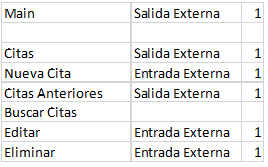 Main Salida Externa 1
Citas Salida Externa 1
Nueva Cita Entrada Externa 1
Citas Anteriores Salida Externa 1
Buscar Citas
Editar Entrada Externa 1
Eliminar Entrada Externa 1